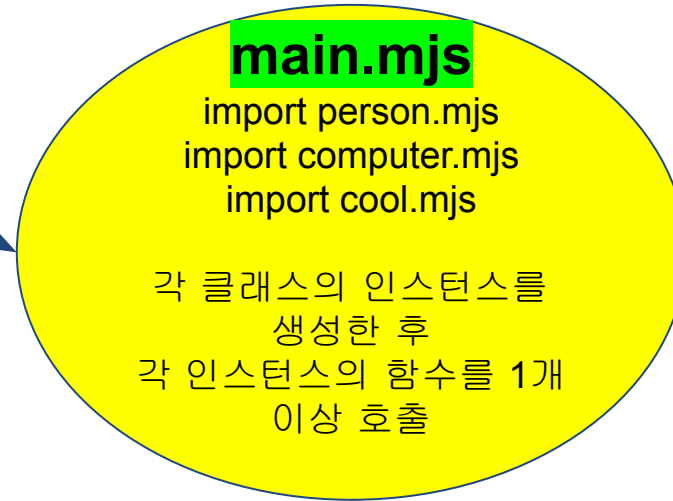 main.mjs
import person.mjs
import computer.mjs
import cool.mjs
각 클래스의 인스턴스를
생성한 후
각 인스턴스의 함수를 1개
이상 호출